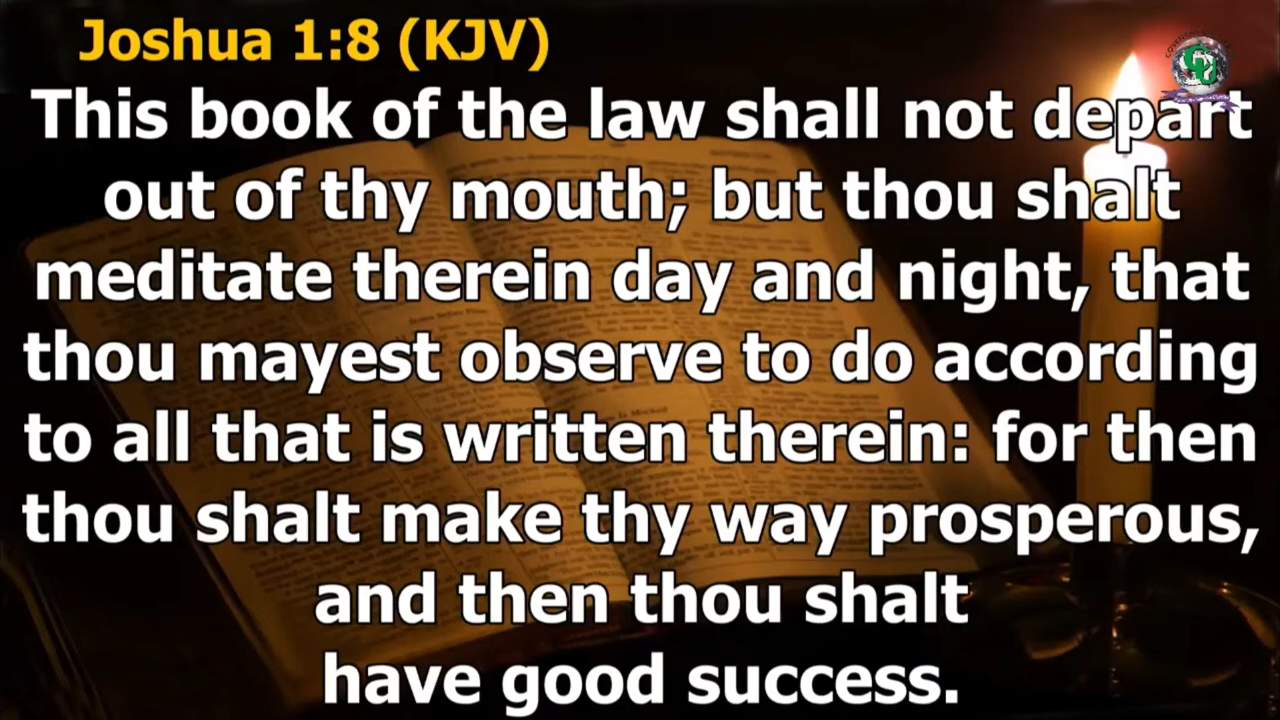 Joshua 1:8 (KJV)
This book of the law shall not depart
out of thy mouth; but thou shalt
meditate therein day and night, that
thou mayest observe to do according
to all that is written therein: for then
thou shalt make thy way prosperous,
and then thou shalt
have good success.